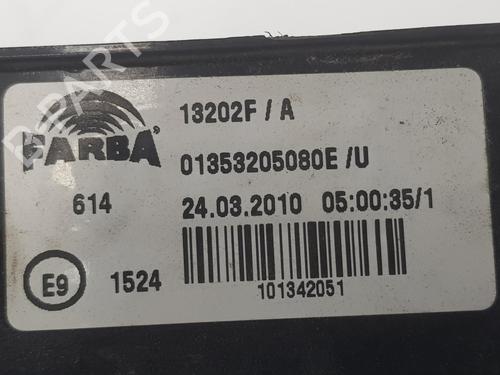 FARBA
13202F / A
01353205080E /U
614
24.03.2010 05:00:35/1
E9
1524
101342051